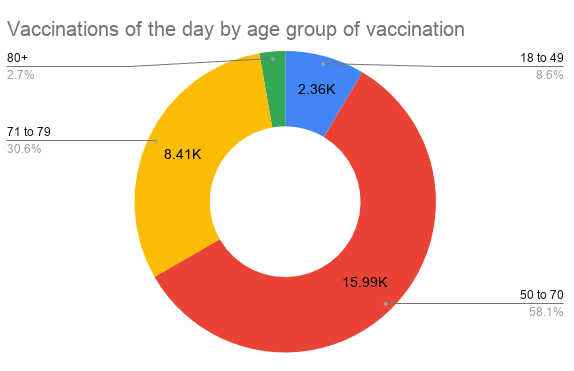 Vaccinations of the day by age group of vaccination
80+
2.7%
18 to 49
8.6%
2.36K
71 to 79
30.6%
8.41K
15.99K
50 to 70
58.1%